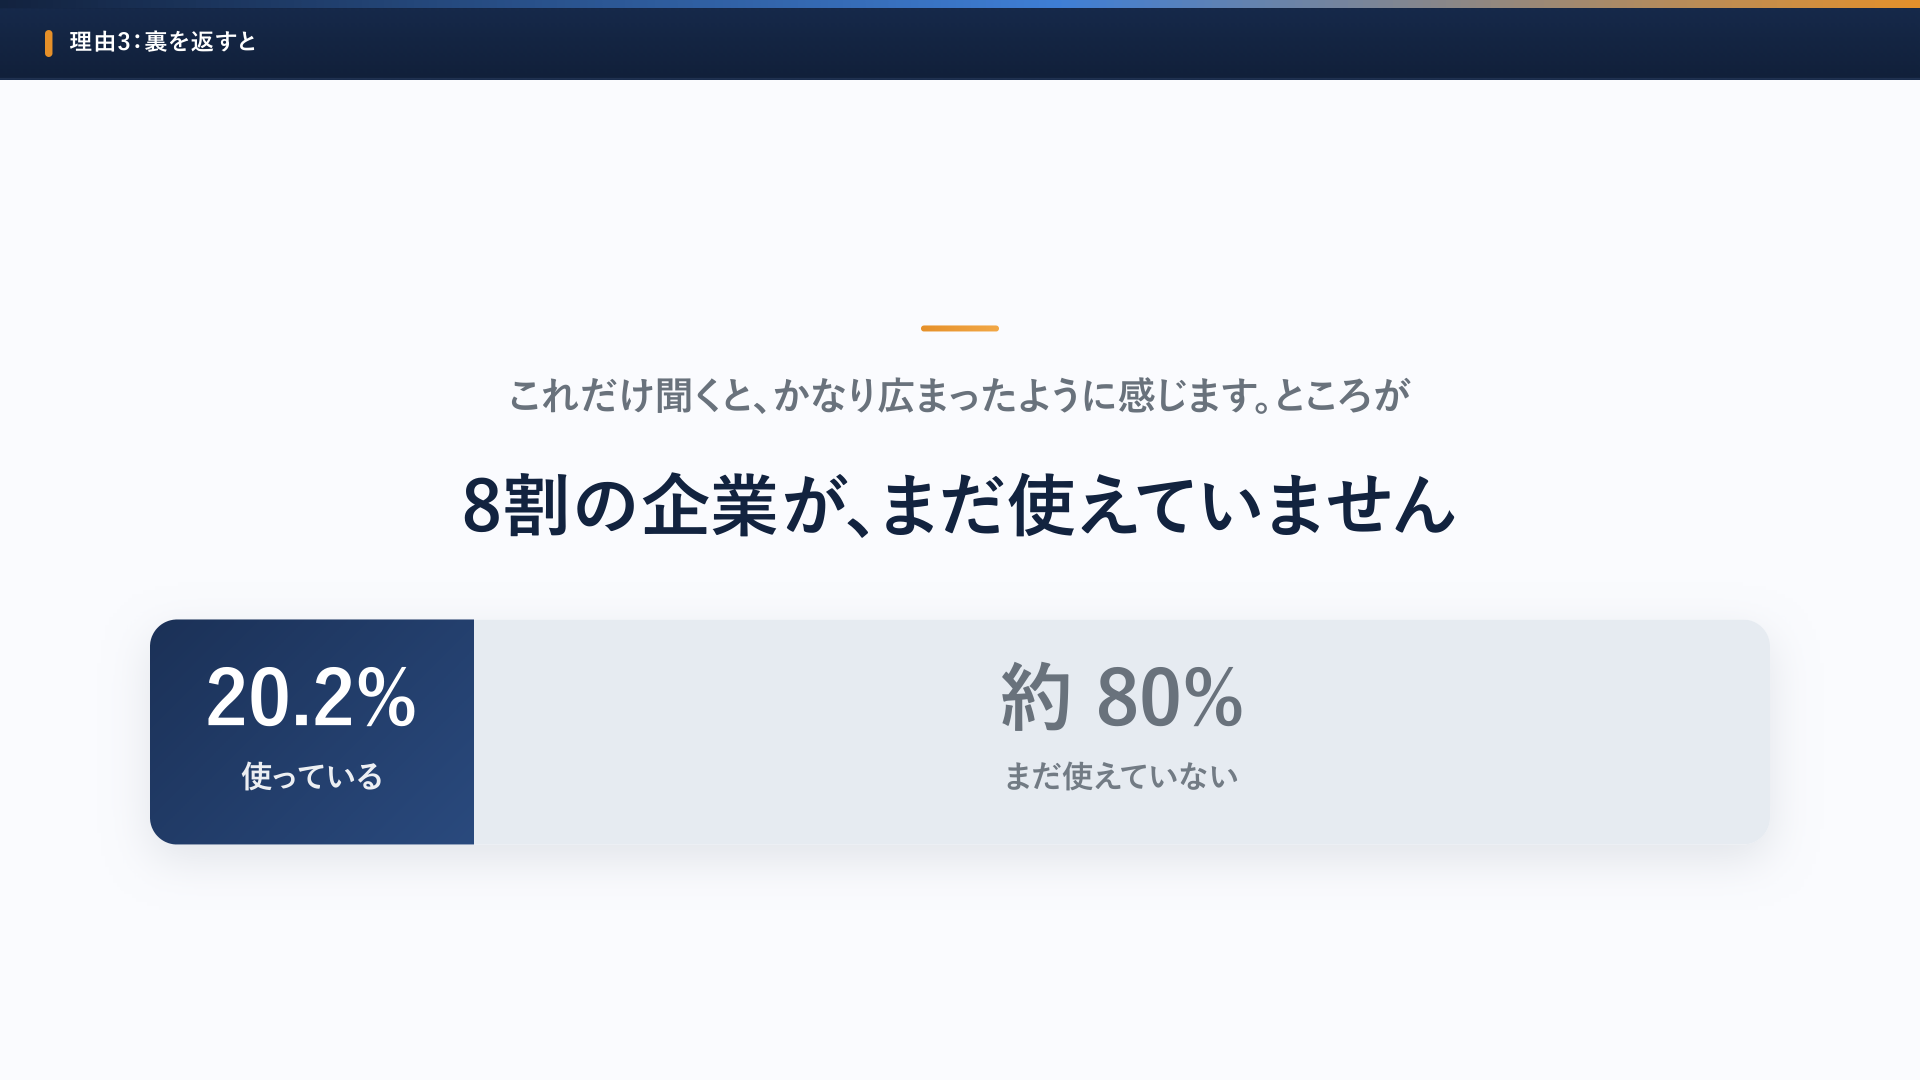 理由3：裏を返すと
これだけ聞くと、かなり広まったように感じます。ところが
8割の企業が、まだ使えていません
20.2%
使っている
約 80%
まだ使えていない